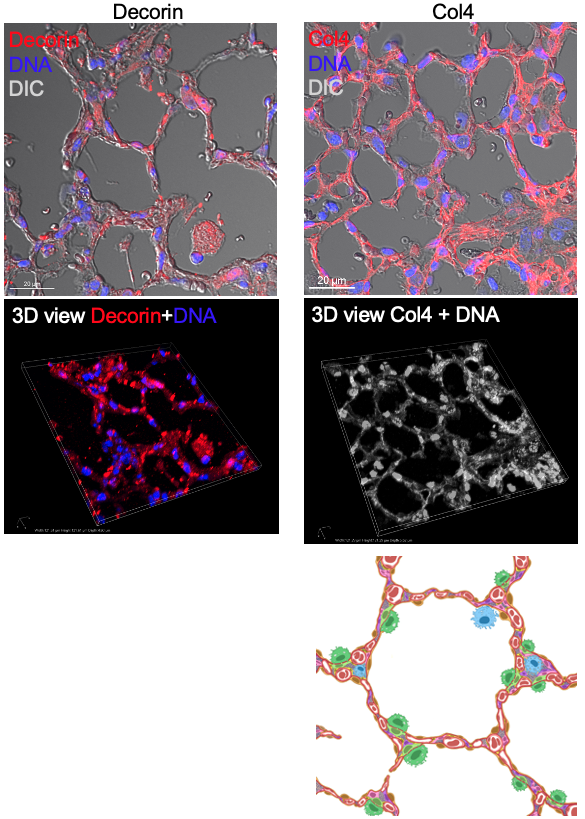 Decorin
Col4
Decorin
DNA
DIC
20 μm
Col4
DNA
DIC
20 μm
3D view Decorin+DNA
3D view Col4 + DNA